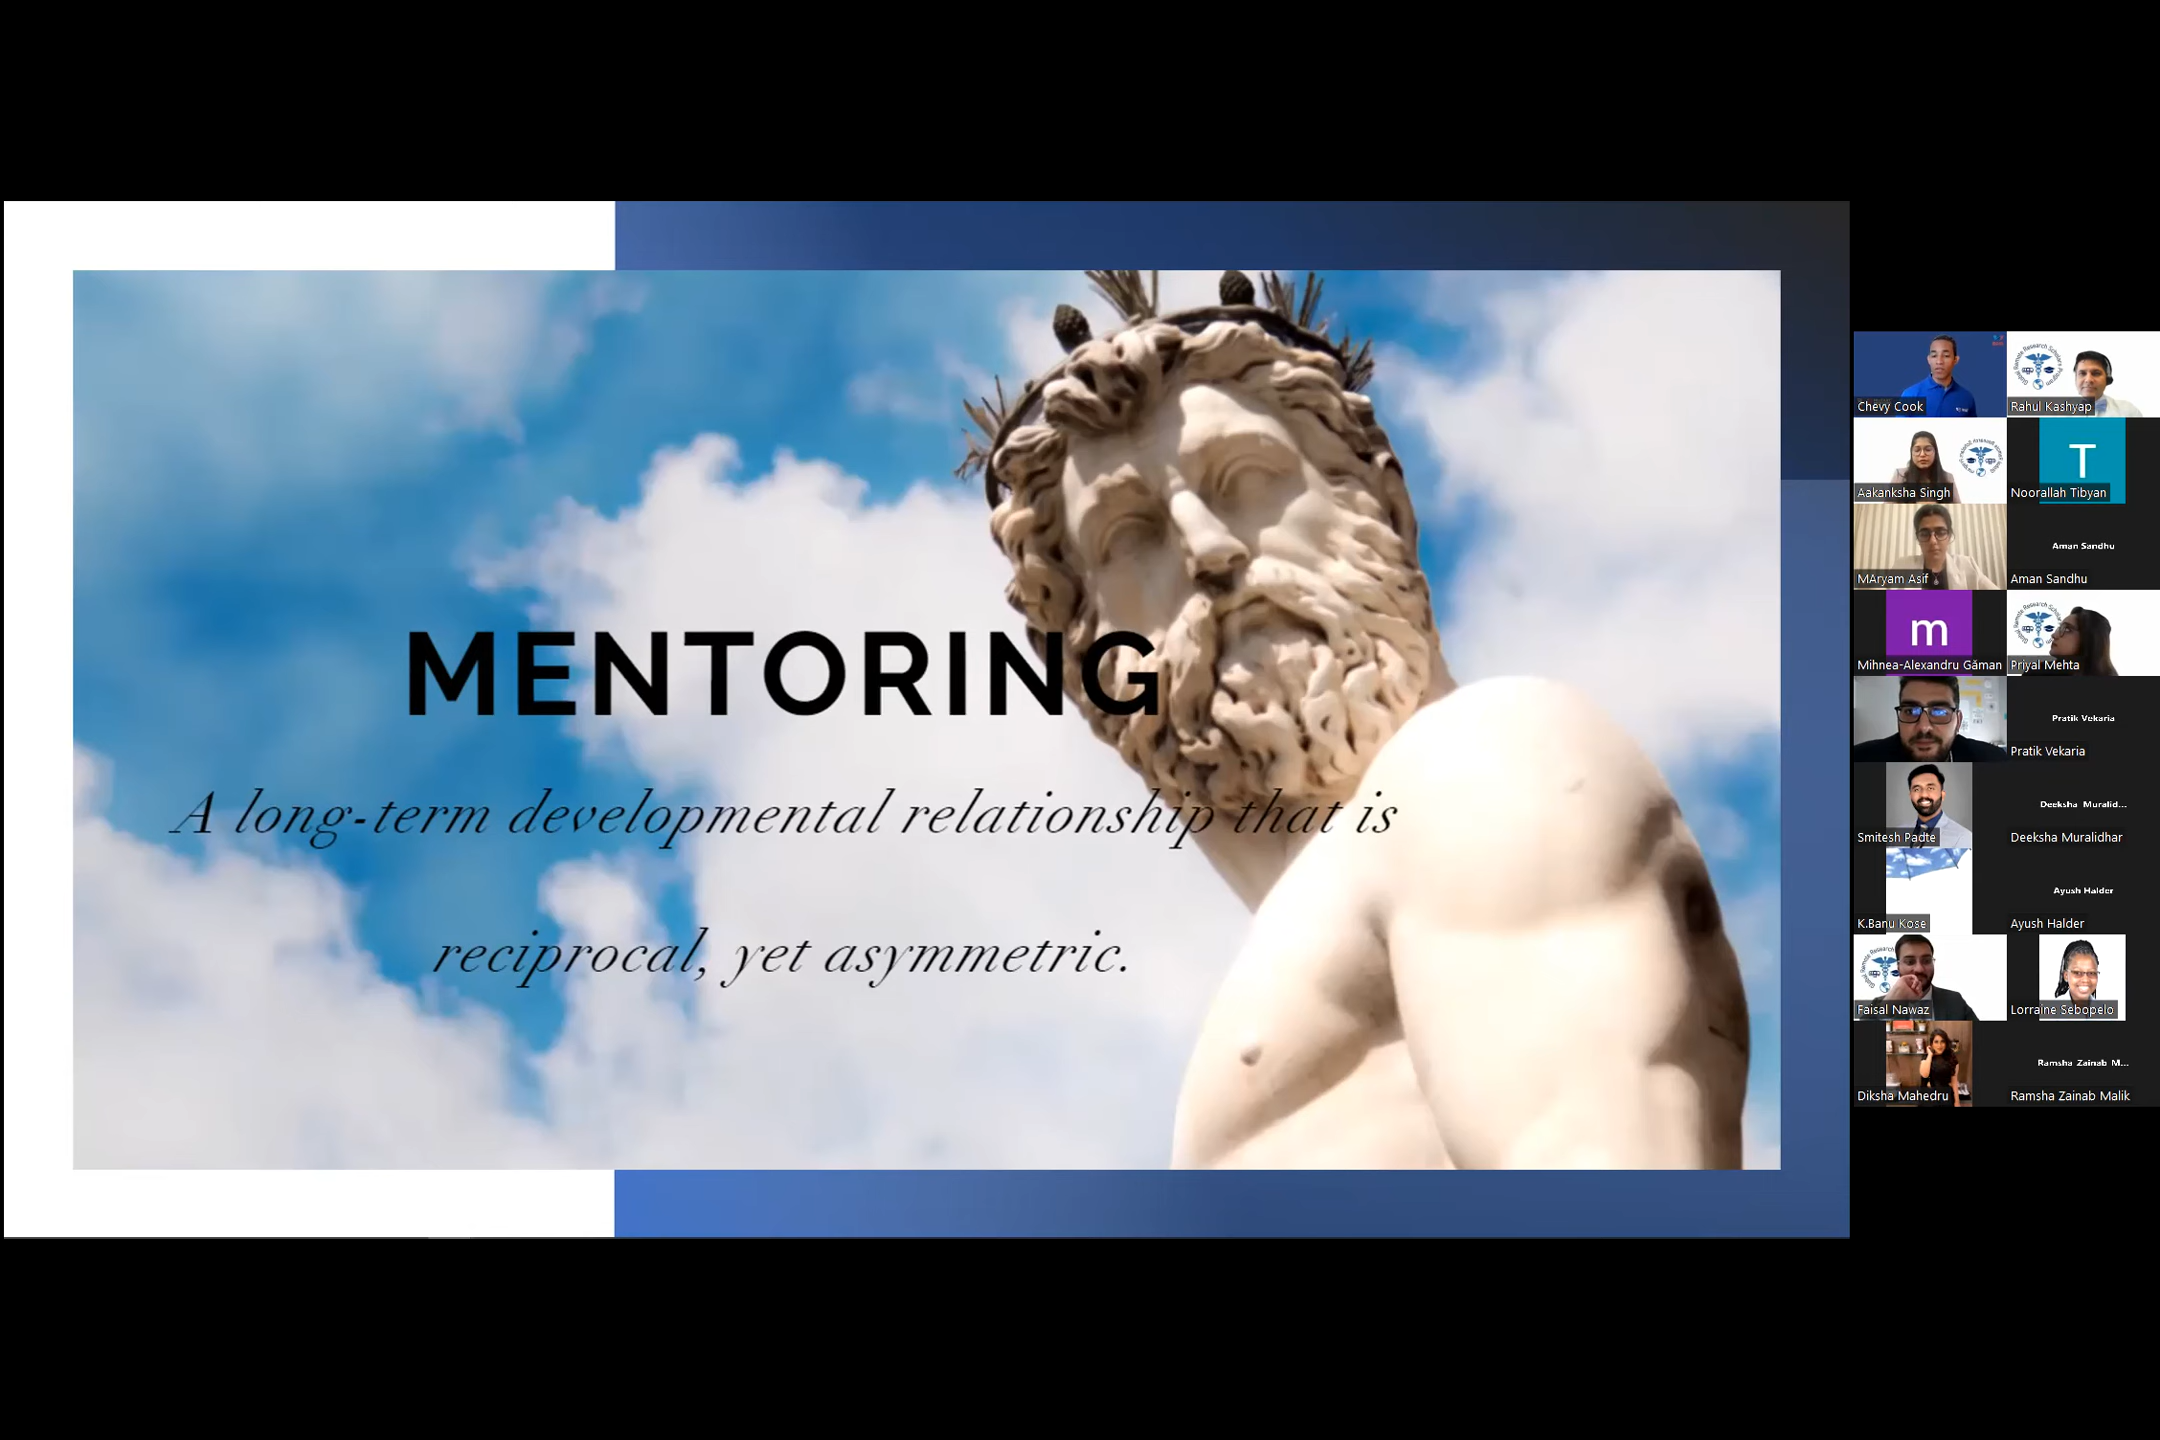 MENTORING
A long-term developmental relationship that is
reciprocal, yet asymmetric.
Chevy Cook
Rahul Kashyap
Aakanksha Singh
T
Noorallah Tibyan
MAryam Asif
Aman Sandhu
Aman Sandhu
m
Mihnea-Alexandru Găman
Priyal Mehta
Pratik Vekaria
Pratik Vekaria
Smitesh Padte
Deeksha Muralid...
Deeksha Muralidhar
K.Banu Kose
Ayush Halder
Ayush Halder
Faisal Nawaz
Lorraine Sebopelo
Diksha Mahedru
Ramsha Zainab M...
Ramsha Zainab Malik